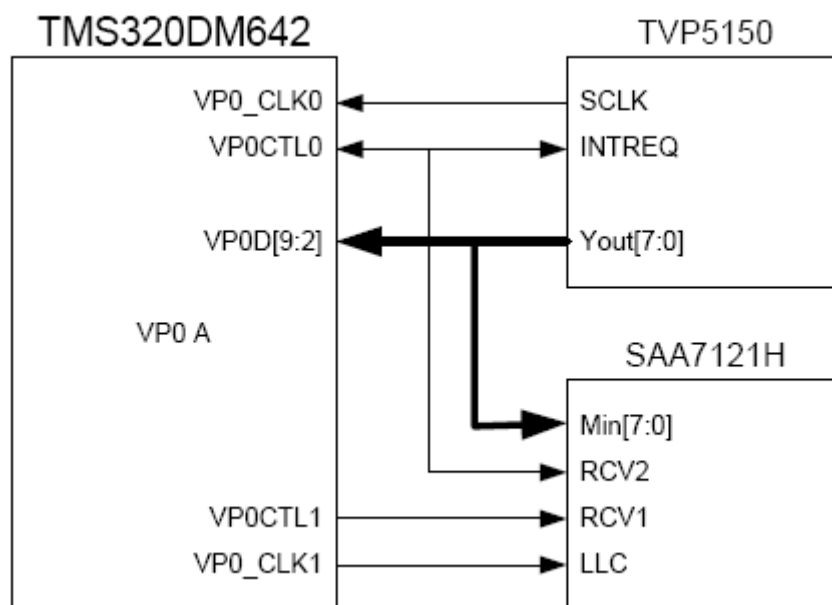 TMS320DM642
TVP5150
VP0_CLK0
SCLK
VP0CTL0
INTREQ
VP0D[9:2]
Yout[7:0]
VP0 A
SAA7121H
Min[7:0]
RCV2
VP0CTL1
RCV1
VP0_CLK1
LLC